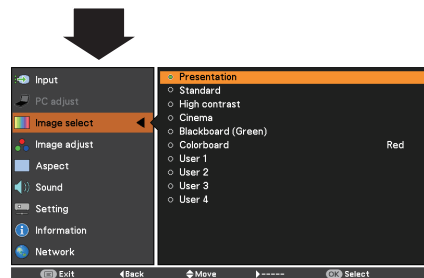 Input
PC adjust
Image select
Image adjust
Aspect
Sound
Setting
Information
Network
Presentation
Standard
High contrast
Cinema
Blackboard (Green)
Colorboard Red
User 1
User 2
User 3
User 4
Exit Back Move ----- OK Select